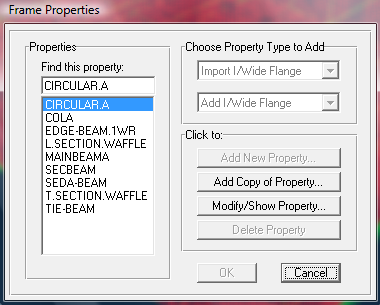 Frame Properties
Properties
Find this property:
CIRCULAR.A
CIRCULAR.A
COLA
EDGE-BEAM.1WR
L.SECTION.WAFFLE
MAINBEAMA
SECBEAM
SEDA-BEAM
T.SECTION.WAFFLE
TIE-BEAM
Choose Property Type to Add
Import I/Wide Flange
Add I/Wide Flange
Click to:
Add New Property...
Add Copy of Property...
Modify/Show Property...
Delete Property
OK
Cancel